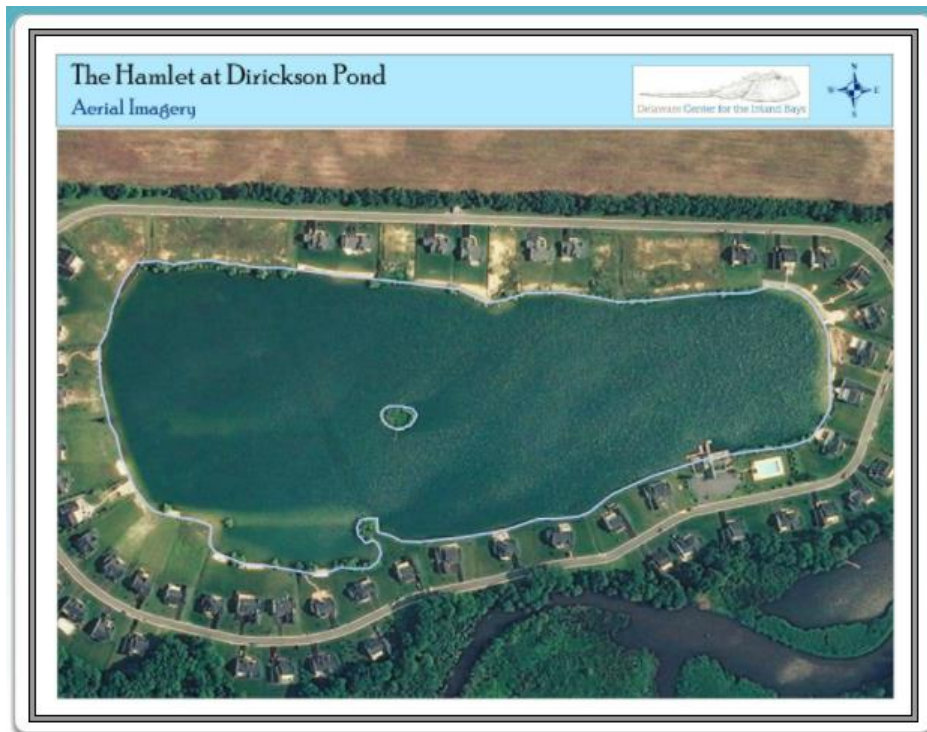 The Hamlet at Dirickson Pond
Aerial Imagery
Delaware Center for the Inland Bays
N
W
E
S